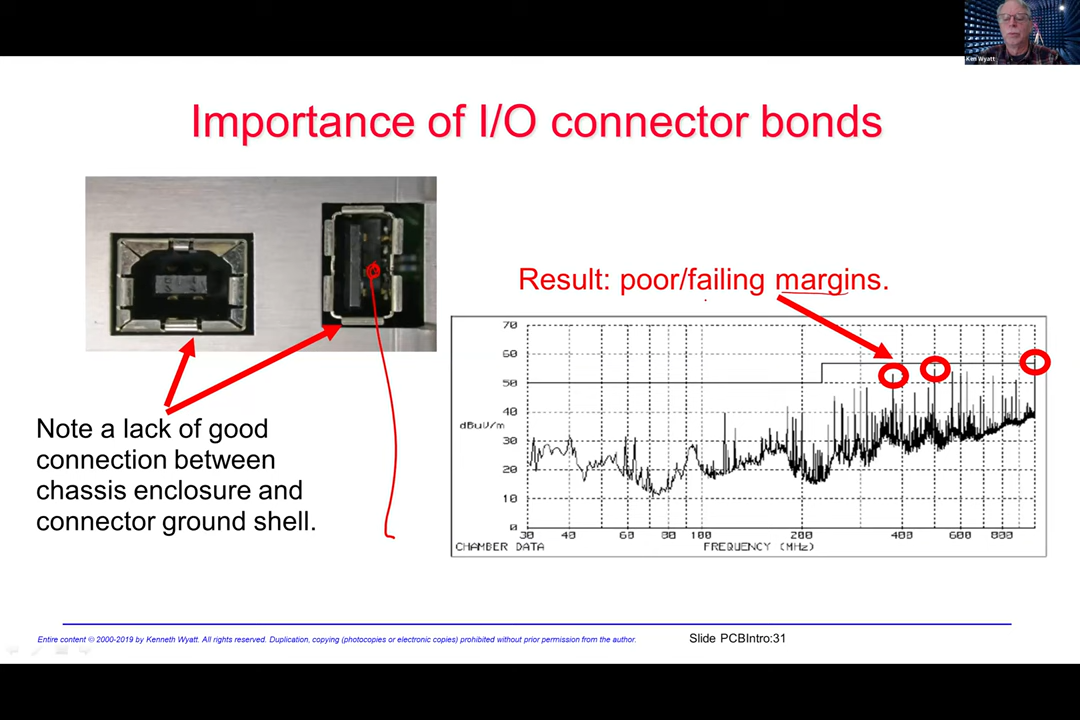 Ken Wyatt
Importance of I/O connector bonds
Result: poor/failing margins.
Note a lack of good
connection between
chassis enclosure and
connector ground shell.
70
60
50
40
dBuV/m
30
20
10
0
30 40 60 80 100 200 400 600 800
CHAMBER DATA FREQUENCY (MHz)
Entire content © 2000-2019 by Kenneth Wyatt. All rights reserved. Duplication, copying (photocopies or electronic copies) prohibited without prior permission from the author.
Slide PCBIntro:31